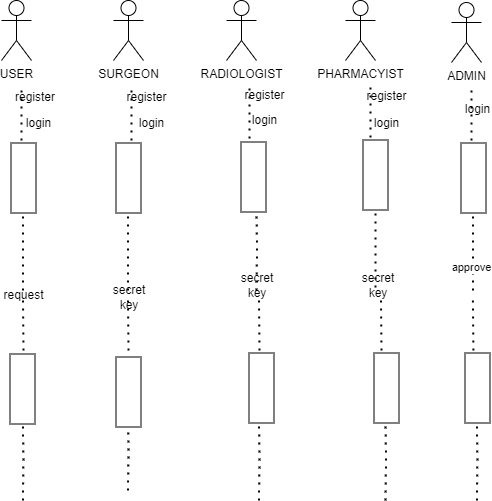 USER SURGEON RADIOLOGIST PHARMACYIST ADMIN
register register register register
login login login login login
request secret key secret key secret key approve